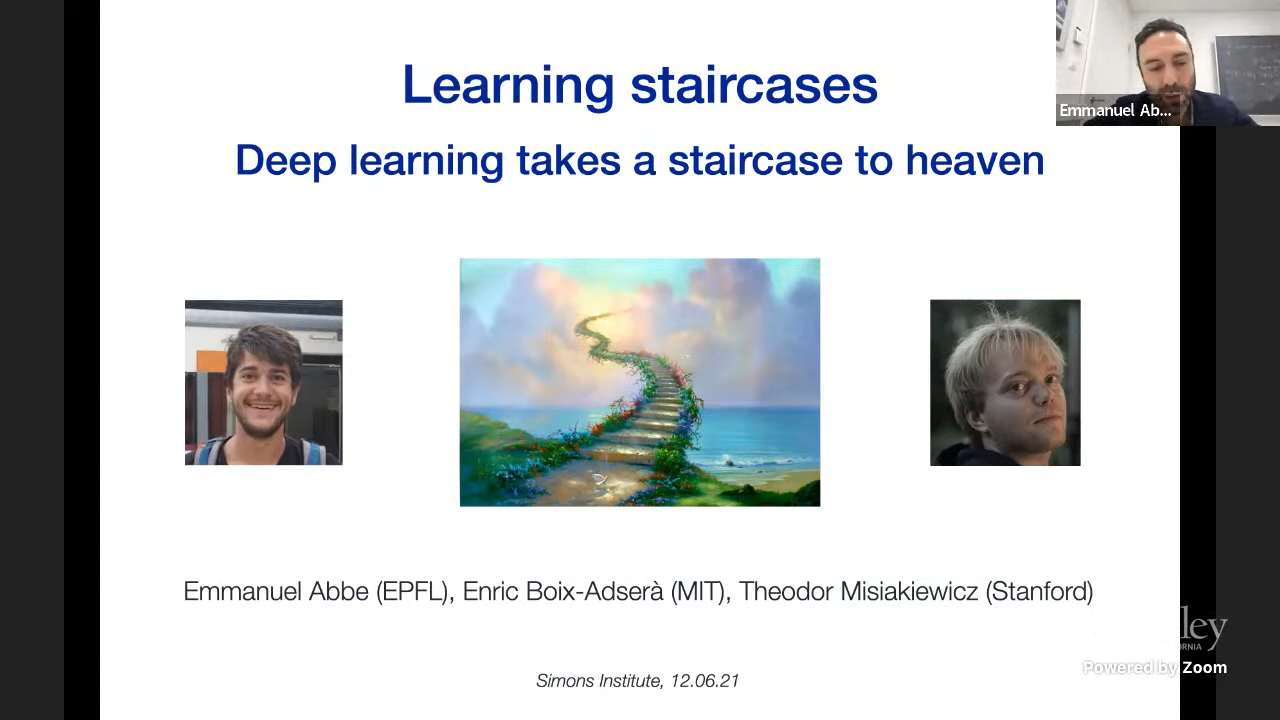 Learning staircases
Deep learning takes a staircase to heaven
Emmanuel Ab...
Emmanuel Abbe (EPFL), Enric Boix-Adserà (MIT), Theodor Misiakiewicz (Stanford)
Simons Institute, 12.06.21
Powered by Zoom